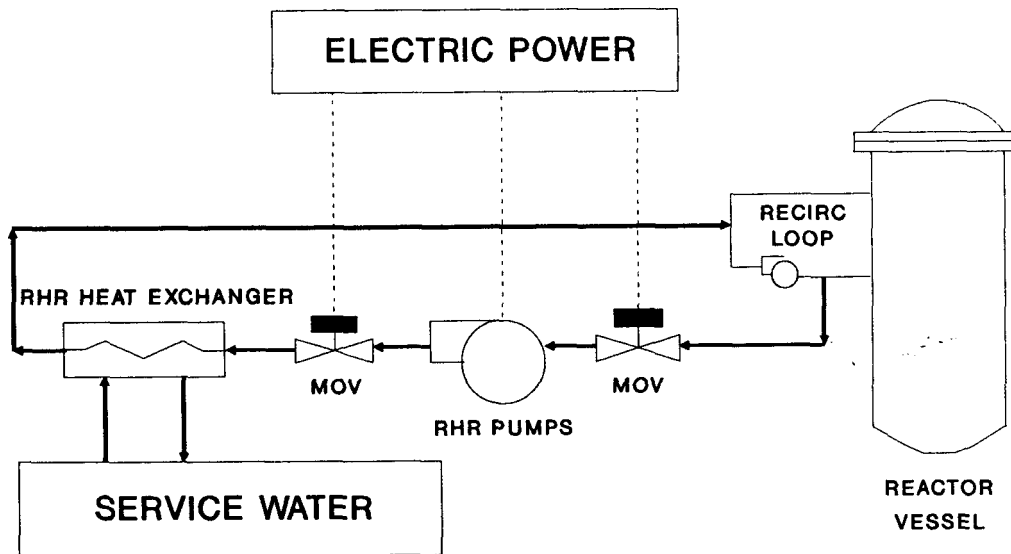 ELECTRIC POWER
RECIRC
LOOP
RHR HEAT EXCHANGER
MOV
MOV
RHR PUMPS
SERVICE WATER
REACTOR
VESSEL